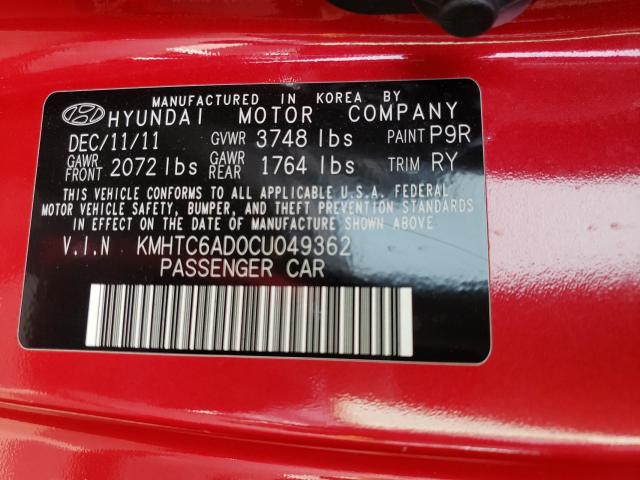 MANUFACTURED IN KOREA BY
HYUNDAI MOTOR COMPANY
DEC/11/11 GVWR 3748 lbs PAINT P9R
GAWR FRONT 2072 lbs GAWR REAR 1764 lbs TRIM RY
THIS VEHICLE CONFORMS TO ALL APPLICABLE U.S.A. FEDERAL
MOTOR VEHICLE SAFETY, BUMPER, AND THEFT PREVENTION STANDARDS
IN EFFECT ON THE DATE OF MANUFACTURE SHOWN ABOVE
V.I.N KMHTC6AD0CU049362
PASSENGER CAR